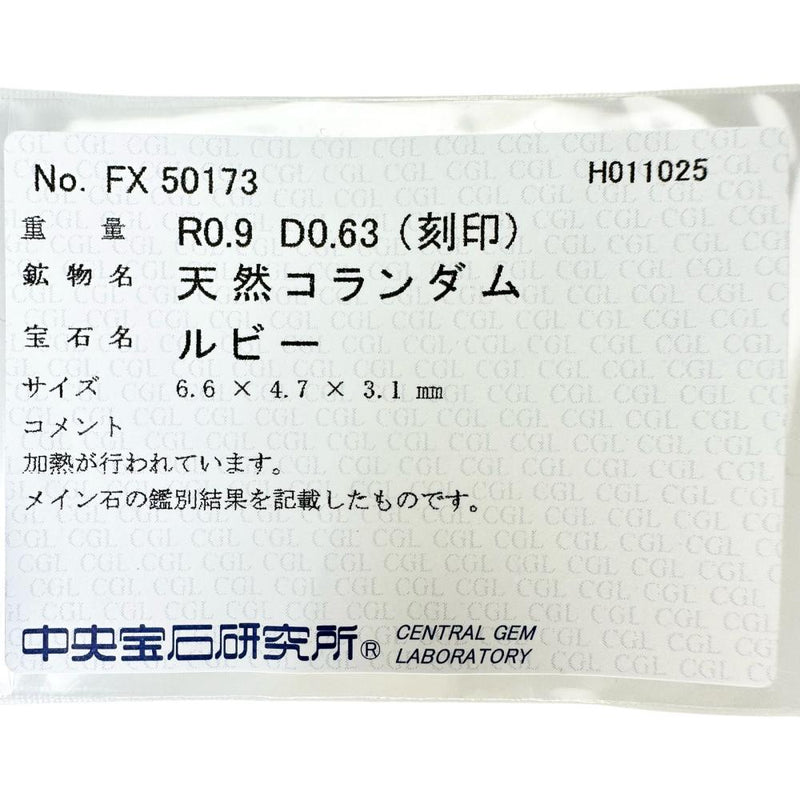 No. FX 50173 H011025
重量 R0.9 D0.63 (刻印)
鉱物名 天然コランダム
宝石名 ルビー
サイズ 6.6 × 4.7 × 3.1 ㎜
コメント
加熱が行われています。
メイン石の鑑別結果を記載したものです。
中央宝石研究所® CENTRAL GEM
LABORATORY